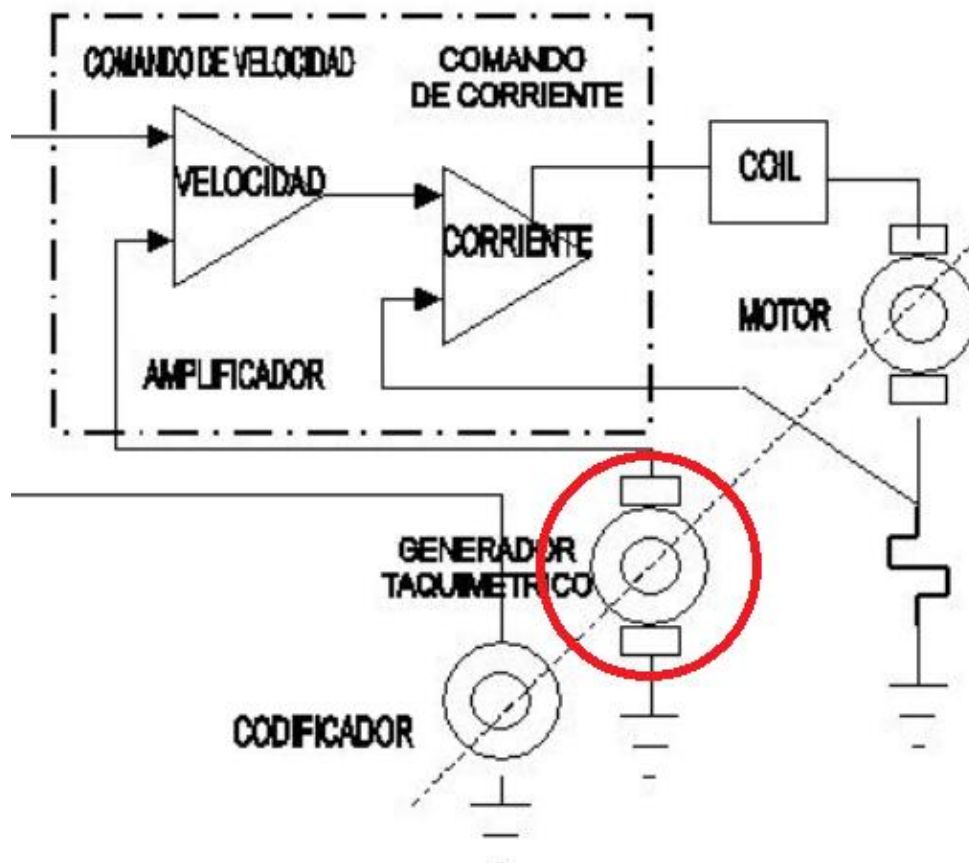 COMANDO DE VELOCIDAD
COMANDO
DE CORRIENTE
VELOCIDAD
COIL
CORRIENTE
MOTOR
AMPLIFICADOR
GENERADOR
TAQUIMETRICO
CODIFICADOR